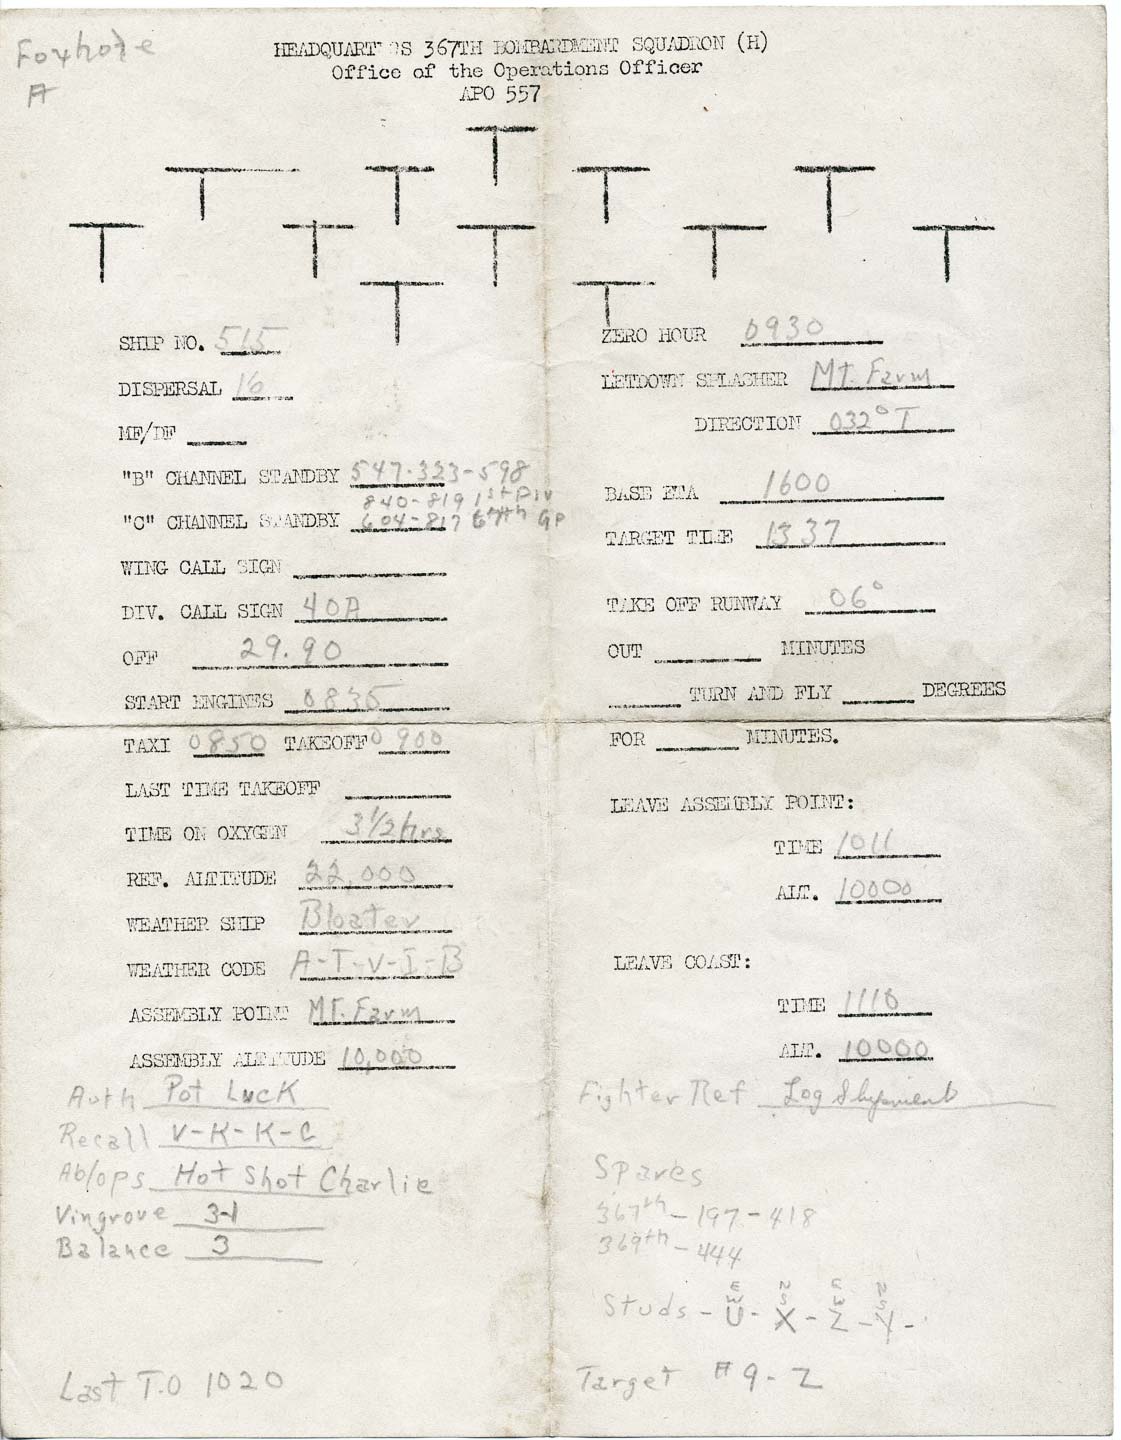 Foxhole
A
HEADQUARTERS 367TH BOMBARDMENT SQUADRON (H)
Office of the Operations Officer
APO 557
SHIP NO. 515
DISPERSAL 16
MF/DF
"B" CHANNEL STANDBY 547-323-598
840-819 1st Div
"C" CHANNEL STANDBY 604-817 Gp
WING CALL SIGN
DIV. CALL SIGN 40A
OFF 29.90
START ENGINES 0835
TAXI 0850 TAKEOFF 0900
LAST TIME TAKEOFF
TIME ON OXYGEN 3 1/2 hrs
REF. ALTITUDE 22,000
WEATHER SHIP Bloater
WEATHER CODE A-T-V-I-B
ASSEMBLY POINT Mt. Farm
ASSEMBLY ALTITUDE 10,000
Auth Pot Luck
Recall V-K-K-C
Ab/ops Hot Shot Charlie
Vingrove 3-1
Balance 3
Last T.O 1020
ZERO HOUR 0930
LETDOWN SPLASHER Mt. Farm
DIRECTION 032° T
BASE ETA 1600
TARGET TIME 1337
TAKE OFF RUNWAY 06°
OUT MINUTES
TURN AND FLY DEGREES
FOR MINUTES.
LEAVE ASSEMBLY POINT:
TIME 1011
ALT. 10000
LEAVE COAST:
TIME 1110
ALT. 10000
Fighter Ref Log Shipment
Spares
367th - 197 - 418
369th - 444
E N E N
W S W S
Studs - U - X - Z - Y -
Target #9-Z